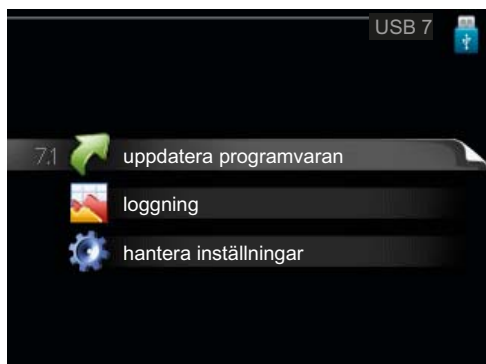 USB 7
7.1 uppdatera programvaran
loggning
hantera inställningar